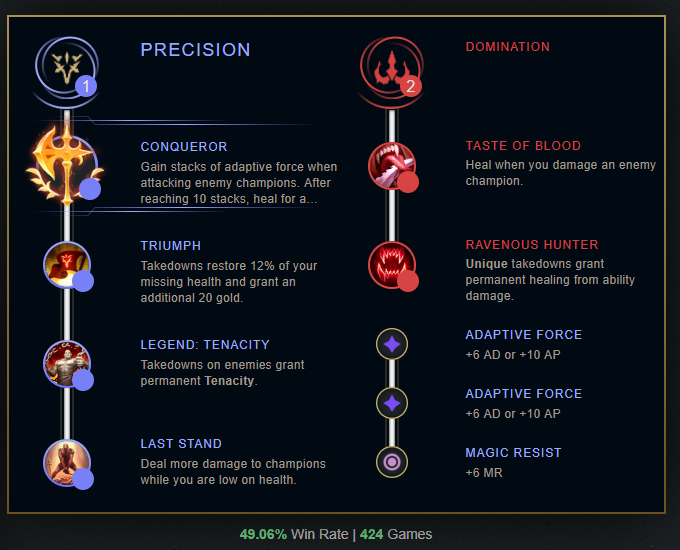 PRECISION
1
CONQUEROR
Gain stacks of adaptive force when
attacking enemy champions. After
reaching 10 stacks, heal for a...
TRIUMPH
Takedowns restore 12% of your
missing health and grant an
additional 20 gold.
LEGEND: TENACITY
Takedowns on enemies grant
permanent Tenacity.
LAST STAND
Deal more damage to champions
while you are low on health.
DOMINATION
2
TASTE OF BLOOD
Heal when you damage an enemy
champion.
RAVENOUS HUNTER
Unique takedowns grant
permanent healing from ability
damage.
ADAPTIVE FORCE
+6 AD or +10 AP
ADAPTIVE FORCE
+6 AD or +10 AP
MAGIC RESIST
+6 MR
49.06% Win Rate | 424 Games